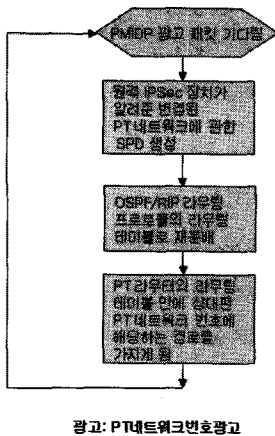 PMIDP 광고 패킷 기다림
원격 IPSec 장치가
알려준 변경된
PT네트워크에 관한
SPD 생성
OSPF/RIP 라우팅
프로토콜의 라우팅
테이블로 재분배
PT 라우터의 라우팅
테이블 안에 상대편
PT네트워크 번호에
해당하는 경로를
가지게 됨
광고: PT네트워크번호광고